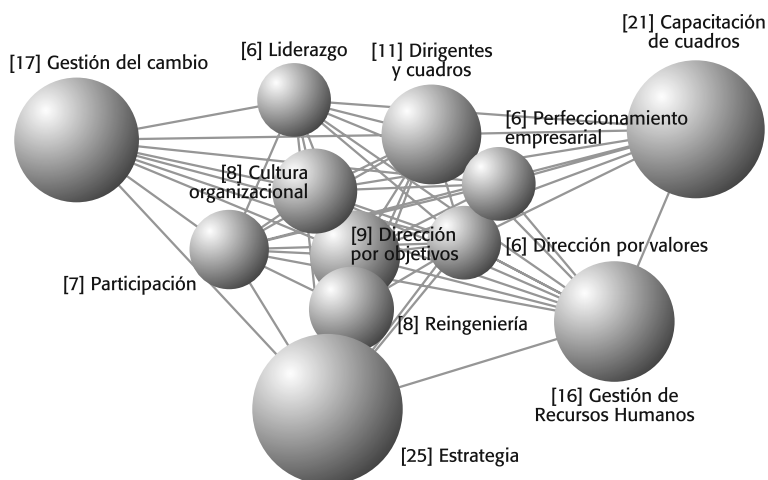 [21] Capacitación
de cuadros
[17] Gestión del cambio
[6] Liderazgo
[11] Dirigentes
y cuadros
[6] Perfeccionamiento
empresarial
[8] Cultura
organizacional
[9] Dirección
por objetivos
[6] Dirección por valores
[7] Participación
[8] Reingeniería
[16] Gestión de
Recursos Humanos
[25] Estrategia